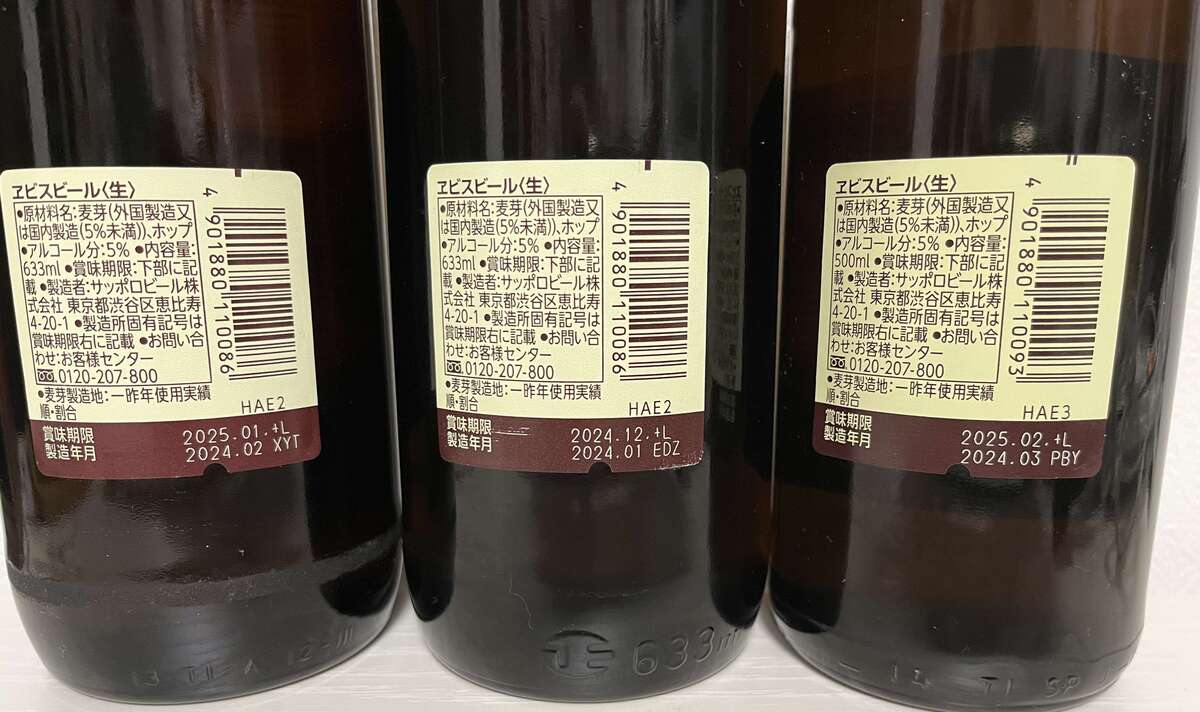 ヱビスビール〈生〉
●原材料名:麦芽(外国製造又
は国内製造(5%未満))、ホップ
●アルコール分:5% ●内容量:
633ml ●賞味期限:下部に記
載 ●製造者:サッポロビール株
式会社 東京都渋谷区恵比寿
4-20-1 ●製造所固有記号は
賞味期限右に記載 ●お問い合
わせ:お客様センター
0120-207-800
●麦芽製造地:一昨年使用実績
順・割合
4 901880 110086
HAE2
賞味期限
製造年月
2025.01.+L
2024.02 XYT
ヱビスビール〈生〉
●原材料名:麦芽(外国製造又
は国内製造(5%未満))、ホップ
●アルコール分:5% ●内容量:
633ml ●賞味期限:下部に記
載 ●製造者:サッポロビール株
式会社 東京都渋谷区恵比寿
4-20-1 ●製造所固有記号は
賞味期限右に記載 ●お問い合
わせ:お客様センター
0120-207-800
●麦芽製造地:一昨年使用実績
順・割合
4 901880 110086
HAE2
賞味期限
製造年月
2024.12.+L
2024.01 EDZ
633ml
ヱビスビール〈生〉
●原材料名:麦芽(外国製造又
は国内製造(5%未満))、ホップ
●アルコール分:5% ●内容量:
500ml ●賞味期限:下部に記
載 ●製造者:サッポロビール株
式会社 東京都渋谷区恵比寿
4-20-1 ●製造所固有記号は
賞味期限右に記載 ●お問い合
わせ:お客様センター
0120-207-800
●麦芽製造地:一昨年使用実績
順・割合
4 901880 110093
HAE3
賞味期限
製造年月
2025.02.+L
2024.03 PBY